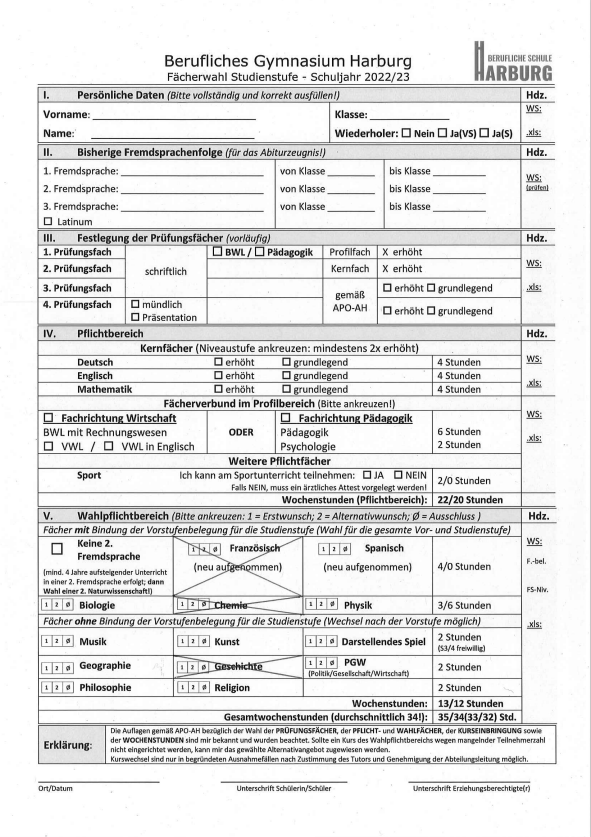 Berufliches Gymnasium Harburg
Fächerwahl Studienstufe - Schuljahr 2022/23
BERUFLICHE SCHULE
HARBURG
I. Persönliche Daten (Bitte vollständig und korrekt ausfüllen!) Hdz.
Vorname: Klasse: WS:
Name: Wiederholer: ☐ Nein ☐ Ja(VS) ☐ Ja(S) .xls:
II. Bisherige Fremdsprachenfolge (für das Abiturzeugnis!) Hdz.
1. Fremdsprache: von Klasse bis Klasse
2. Fremdsprache: von Klasse bis Klasse WS:
(prüfen)
3. Fremdsprache: von Klasse bis Klasse
☐ Latinum
III. Festlegung der Prüfungsfächer (vorläufig) Hdz.
1. Prüfungsfach ☐ BWL / ☐ Pädagogik Profilfach X erhöht
2. Prüfungsfach schriftlich Kernfach X erhöht WS:
3. Prüfungsfach gemäß APO-AH ☐ erhöht ☐ grundlegend .xls:
4. Prüfungsfach ☐ mündlich ☐ erhöht ☐ grundlegend
☐ Präsentation
IV. Pflichtbereich Hdz.
Kernfächer (Niveaustufe ankreuzen: mindestens 2x erhöht)
Deutsch ☐ erhöht ☐ grundlegend 4 Stunden WS:
Englisch ☐ erhöht ☐ grundlegend 4 Stunden
Mathematik ☐ erhöht ☐ grundlegend 4 Stunden .xls:
Fächerverbund im Profilbereich (Bitte ankreuzen!)
☐ Fachrichtung Wirtschaft ☐ Fachrichtung Pädagogik WS:
BWL mit Rechnungswesen ODER Pädagogik 6 Stunden
☐ VWL / ☐ VWL in Englisch Psychologie 2 Stunden .xls:
Weitere Pflichtfächer
Sport Ich kann am Sportunterricht teilnehmen: ☐ JA ☐ NEIN 2/0 Stunden
Falls NEIN, muss ein ärztliches Attest vorgelegt werden!
Wochenstunden (Pflichtbereich): 22/20 Stunden
V. Wahlpflichtbereich (Bitte ankreuzen: 1 = Erstwunsch; 2 = Alternativwunsch; Ø = Ausschluss ) Hdz.
Fächer mit Bindung der Vorstufenbelegung für die Studienstufe (Wahl für die gesamte Vor- und Studienstufe)
☐ Keine 2. Fremdsprache 1 2 Ø Französisch 1 2 Ø Spanisch WS:
(mind. 4 Jahre aufsteigender Unterricht (neu aufgenommen) (neu aufgenommen) 4/0 Stunden F.-bel.
in einer 2. Fremdsprache erfolgt; dann
Wahl einer 2. Naturwissenschaft!) FS-Niv.
1 2 Ø Biologie 1 2 Ø Chemie 1 2 Ø Physik 3/6 Stunden
Fächer ohne Bindung der Vorstufenbelegung für die Studienstufe (Wechsel nach der Vorstufe möglich) .xls:
1 2 Ø Musik 1 2 Ø Kunst 1 2 Ø Darstellendes Spiel 2 Stunden
(S3/4 freiwillig)
1 2 Ø Geographie 1 2 Ø Geschichte 1 2 Ø PGW 2 Stunden
(Politik/Gesellschaft/Wirtschaft)
1 2 Ø Philosophie 1 2 Ø Religion 2 Stunden
Wochenstunden: 13/12 Stunden
Gesamtwochenstunden (durchschnittlich 34!): 35/34(33/32) Std.
Erklärung:
Die Auflagen gemäß APO-AH bezüglich der Wahl der PRÜFUNGSFÄCHER, der PFLICHT- und WAHLFÄCHER, der KURSEINBRINGUNG sowie
der WOCHENSTUNDEN sind mir bekannt und wurden beachtet. Sollte ein Kurs des Wahlpflichtbereichs wegen mangelnder Teilnehmerzahl
nicht eingerichtet werden, kann mir das gewählte Alternativangebot zugewiesen werden.
Kurswechsel sind nur in begründeten Ausnahmefällen nach Zustimmung des Tutors und Genehmigung der Abteilungsleitung möglich.
Ort/Datum Unterschrift Schülerin/Schüler Unterschrift Erziehungsberechtigte(r)